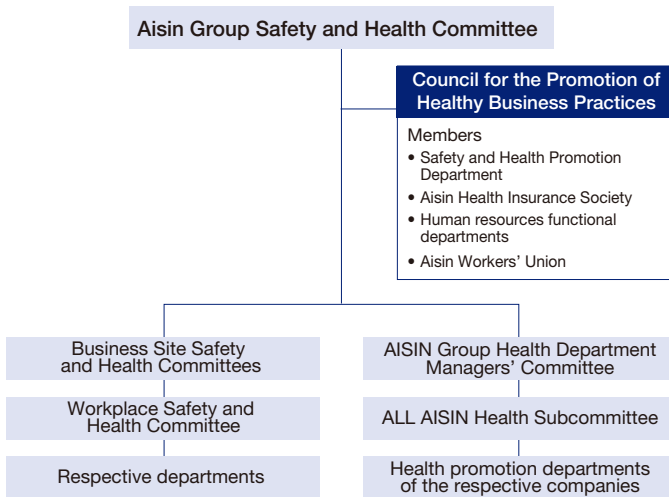 Aisin Group Safety and Health Committee
Council for the Promotion of
Healthy Business Practices
Members
• Safety and Health Promotion
Department
• Aisin Health Insurance Society
• Human resources functional
departments
• Aisin Workers’ Union
Business Site Safety
and Health Committees
Workplace Safety and
Health Committee
Respective departments
AISIN Group Health Department
Managers’ Committee
ALL AISIN Health Subcommittee
Health promotion departments
of the respective companies